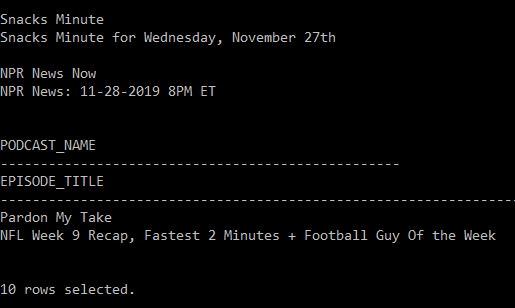 Snacks Minute
Snacks Minute for Wednesday, November 27th
NPR News Now
NPR News: 11-28-2019 8PM ET
PODCAST_NAME
--------------------------------------------------
EPISODE_TITLE
----------------------------------------------------------------
Pardon My Take
NFL Week 9 Recap, Fastest 2 Minutes + Football Guy Of the Week
10 rows selected.